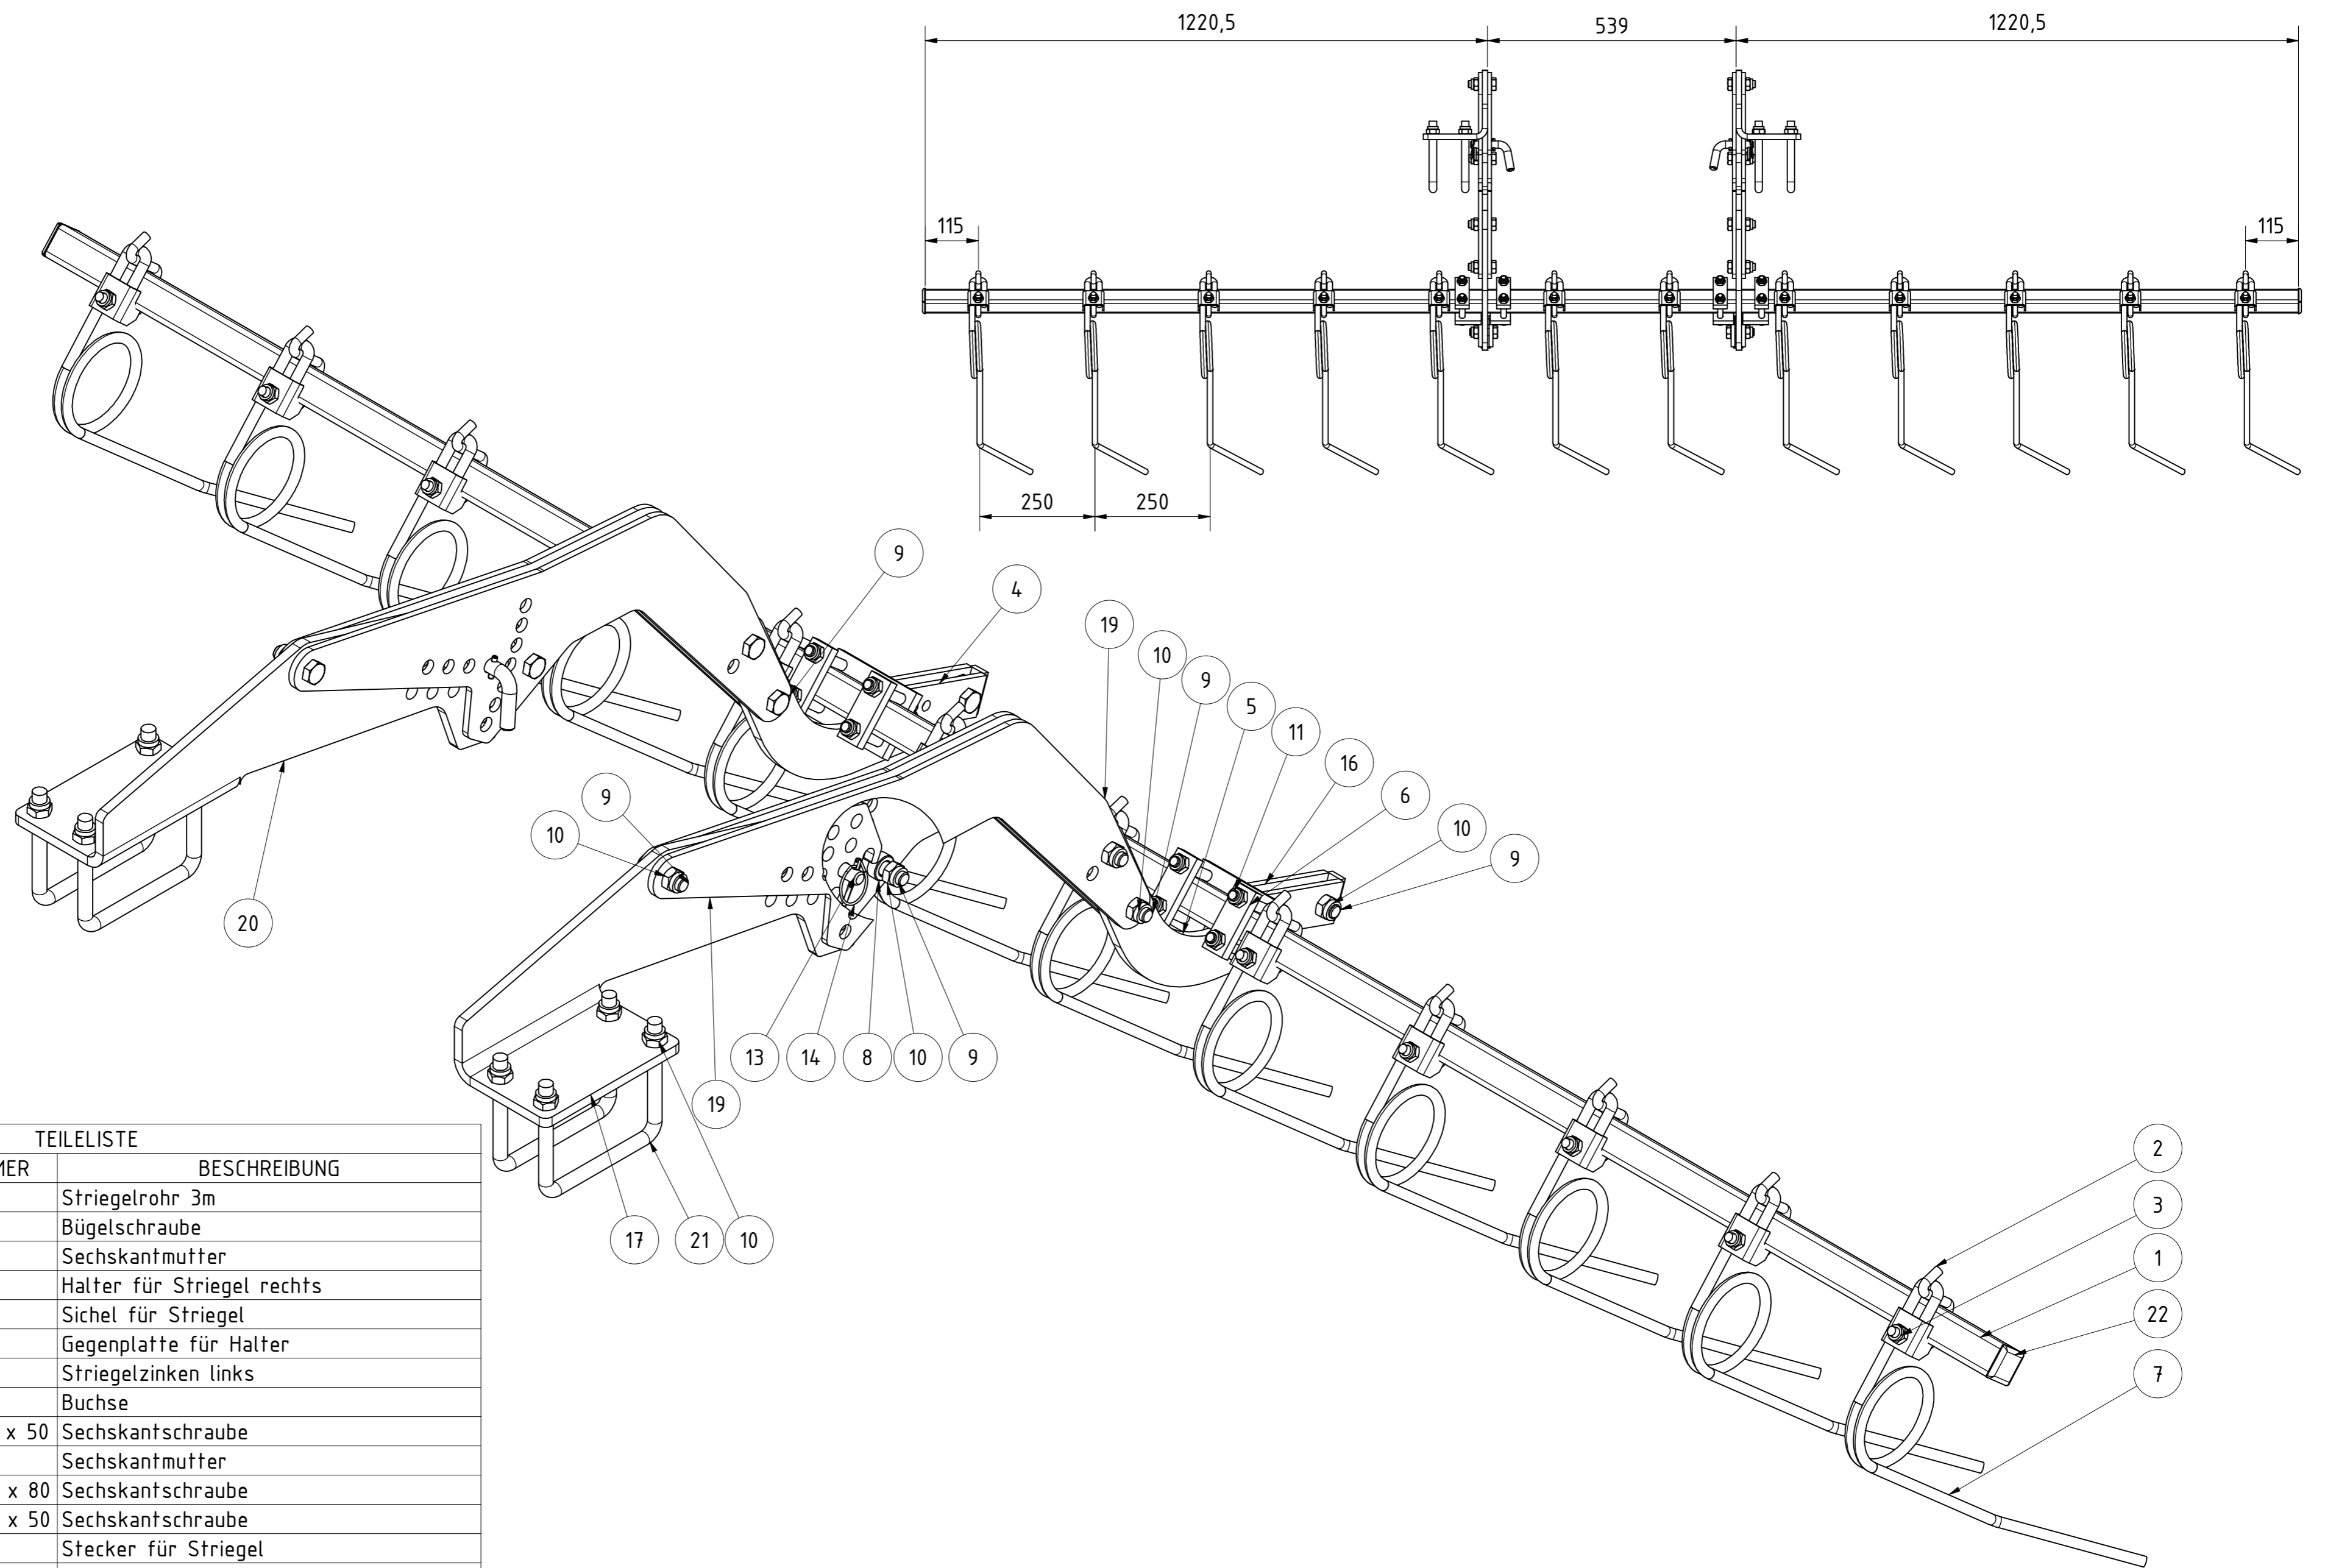 1220,5 539 1220,5
115 115
250 250
9
4
19
10
9
5
11
16
6
10
9
9
10
20
13 14 8 10 9
19
17 21 10
2
3
1
22
7
TEILELISTE
MER BESCHREIBUNG
Striegelrohr 3m
Bügelschraube
Sechskantmutter
Halter für Striegel rechts
Sichel für Striegel
Gegenplatte für Halter
Striegelzinken links
Buchse
x 50 Sechskantschraube
Sechskantmutter
x 80 Sechskantschraube
x 50 Sechskantschraube
Stecker für Striegel